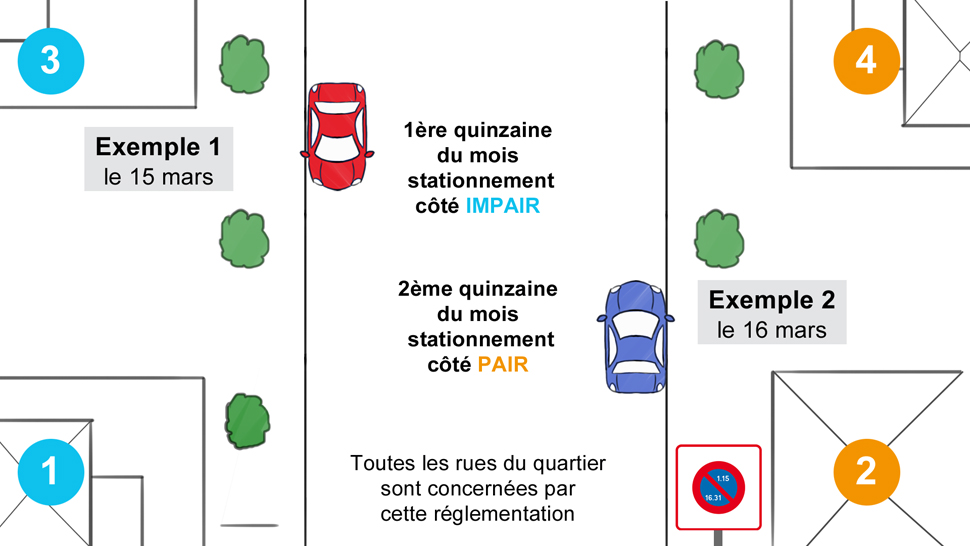 3
4
Exemple 1
le 15 mars
1ère quinzaine
du mois
stationnement
côté IMPAIR
2ème quinzaine
du mois
stationnement
côté PAIR
Exemple 2
le 16 mars
1
Toutes les rues du quartier
sont concernées par
cette réglementation
1.15
16.31
2